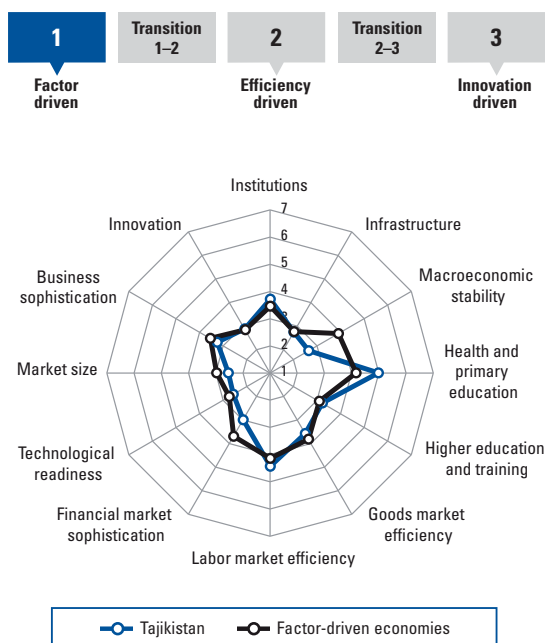 1
Transition
1–2
2
Transition
2–3
3
Factor
driven
Efficiency
driven
Innovation
driven
Institutions
7
Innovation
Infrastructure
6
5
Business
sophistication
Macroeconomic
stability
4
3
2
Market size
1
Health and
primary
education
Technological
readiness
Higher education
and training
Financial market
sophistication
Goods market
efficiency
Labor market efficiency
Tajikistan
Factor-driven economies